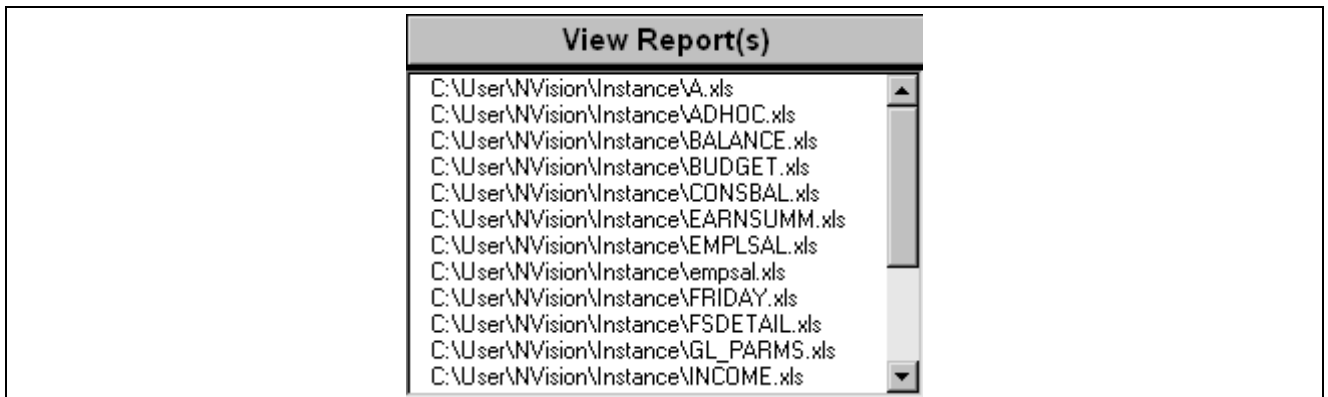 View Report(s)
C:\User\NVision\Instance\A.xls
C:\User\NVision\Instance\ADHOC.xls
C:\User\NVision\Instance\BALANCE.xls
C:\User\NVision\Instance\BUDGET.xls
C:\User\NVision\Instance\CONSBAL.xls
C:\User\NVision\Instance\EARNSUMM.xls
C:\User\NVision\Instance\EMPLSAL.xls
C:\User\NVision\Instance\empsal.xls
C:\User\NVision\Instance\FRIDAY.xls
C:\User\NVision\Instance\FSDETAIL.xls
C:\User\NVision\Instance\GL_PARMS.xls
C:\User\NVision\Instance\INCOME.xls